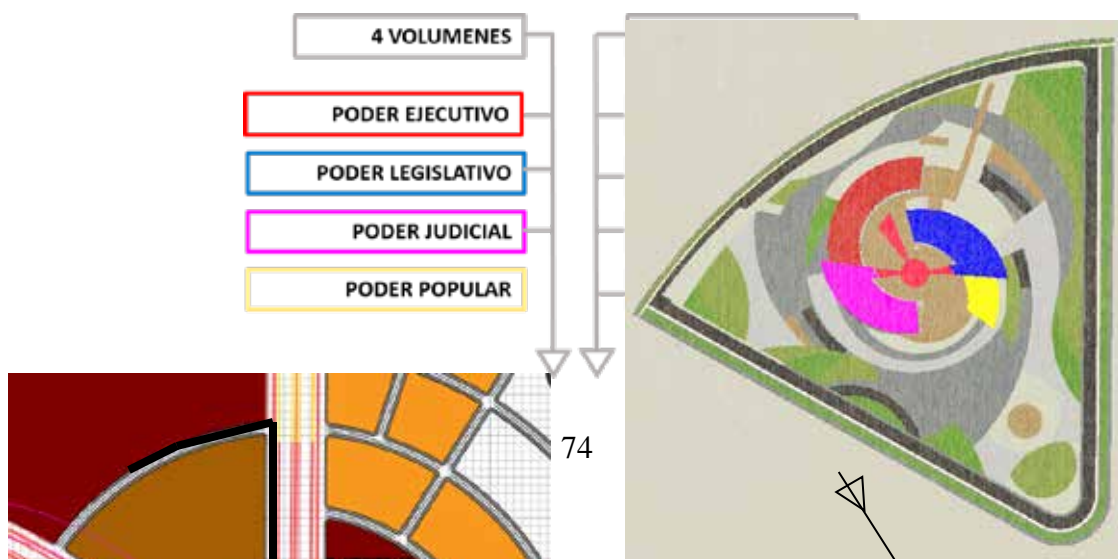 4 VOLUMENES
PODER EJECUTIVO
PODER LEGISLATIVO
PODER JUDICIAL
PODER POPULAR
74